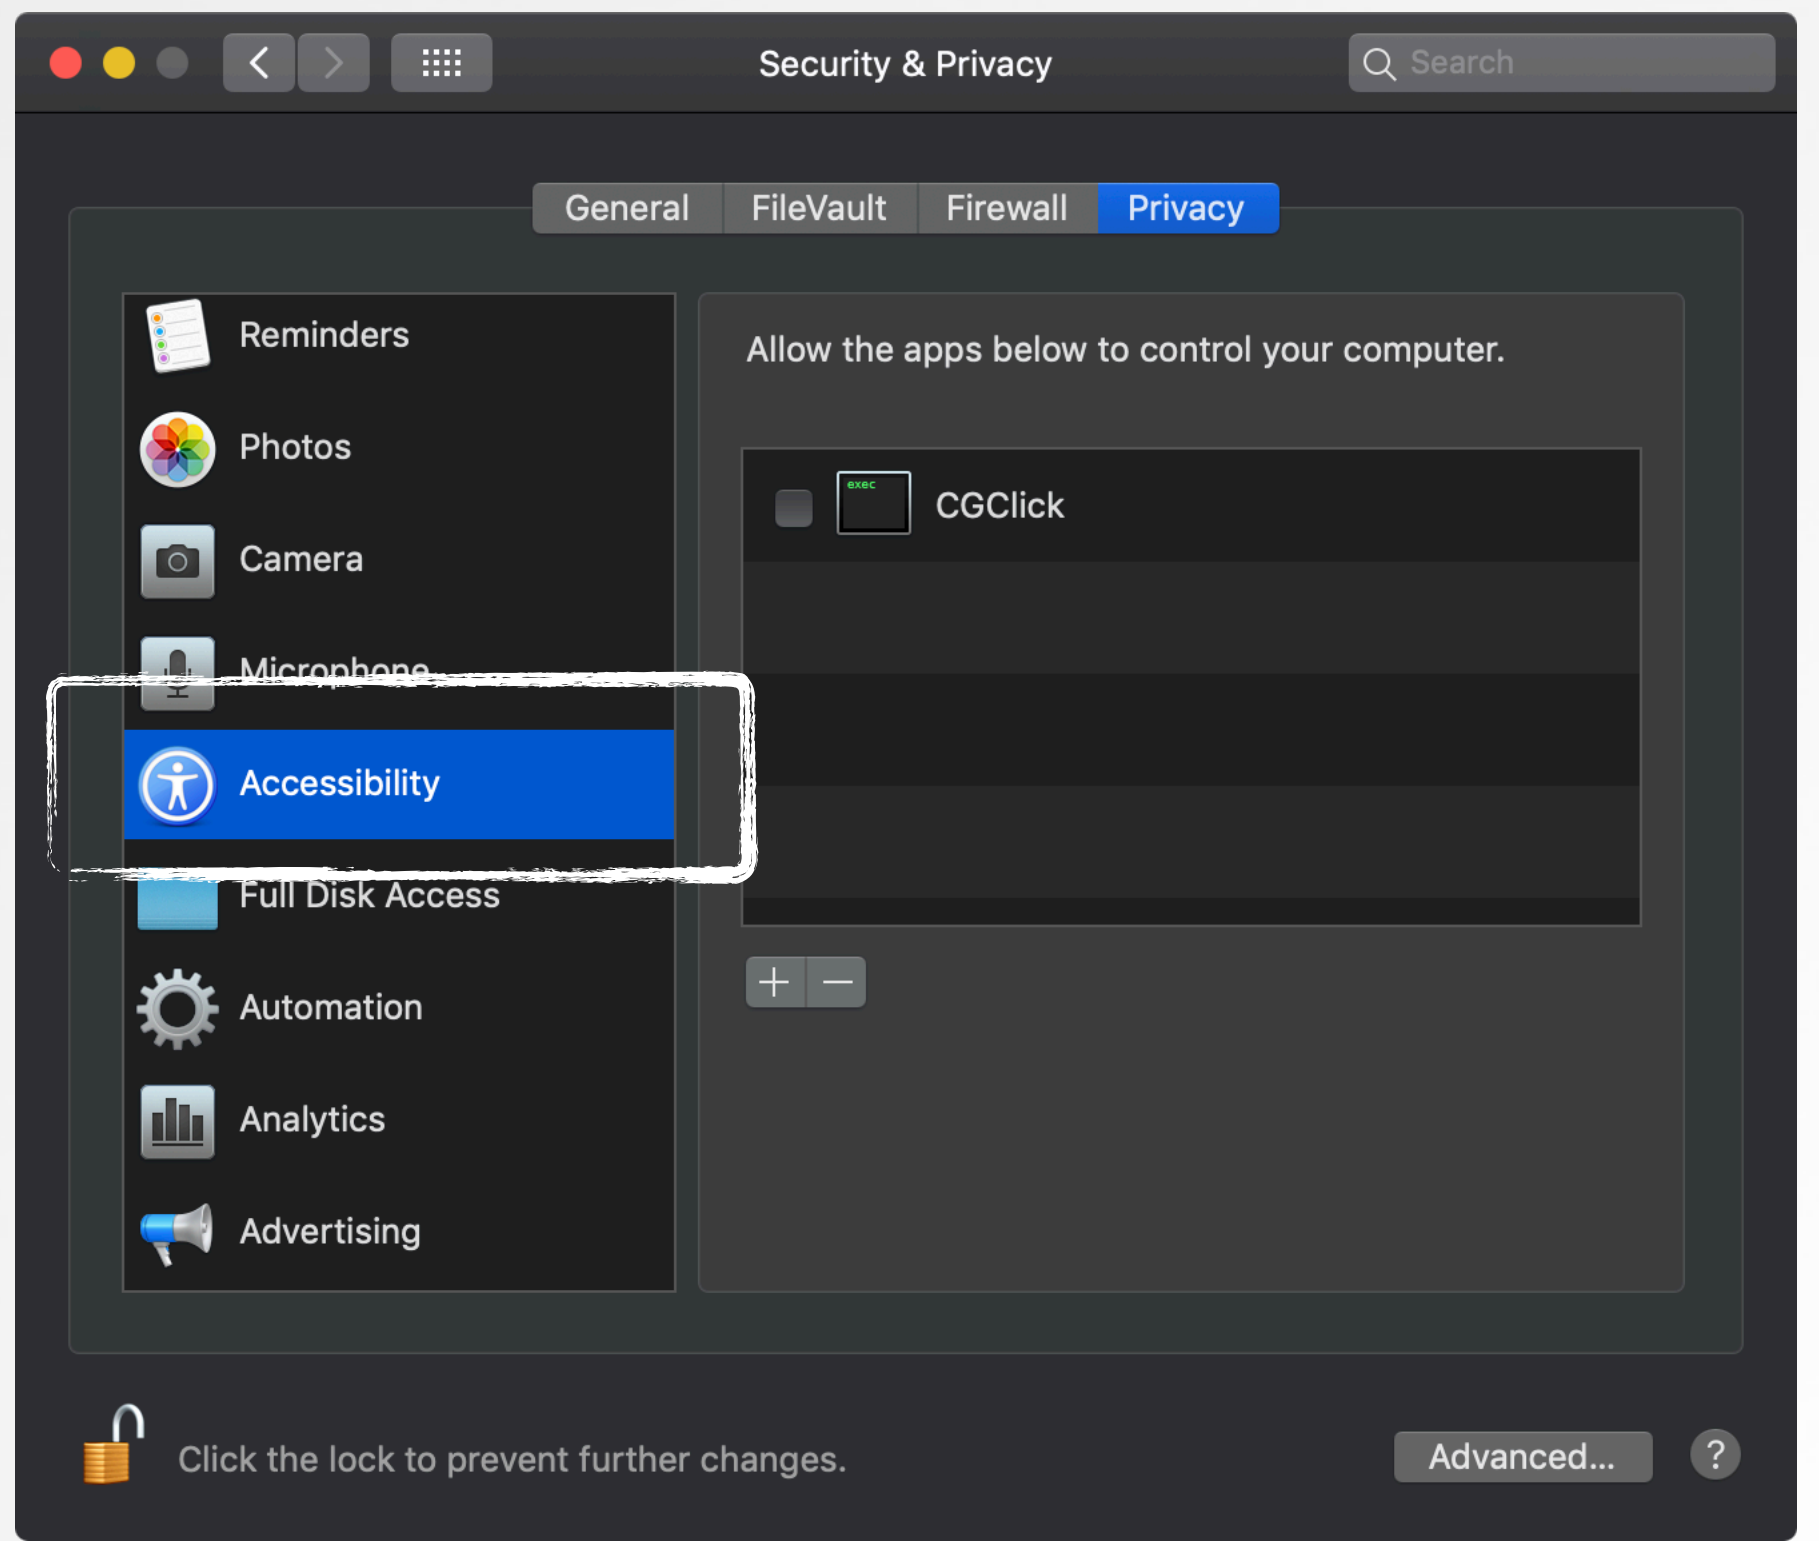 Security & Privacy
Search
General
FileVault
Firewall
Privacy
Reminders
Photos
Camera
Microphone
Accessibility
Full Disk Access
Automation
Analytics
Advertising
Allow the apps below to control your computer.
exec
CGClick
Click the lock to prevent further changes.
Advanced...
?